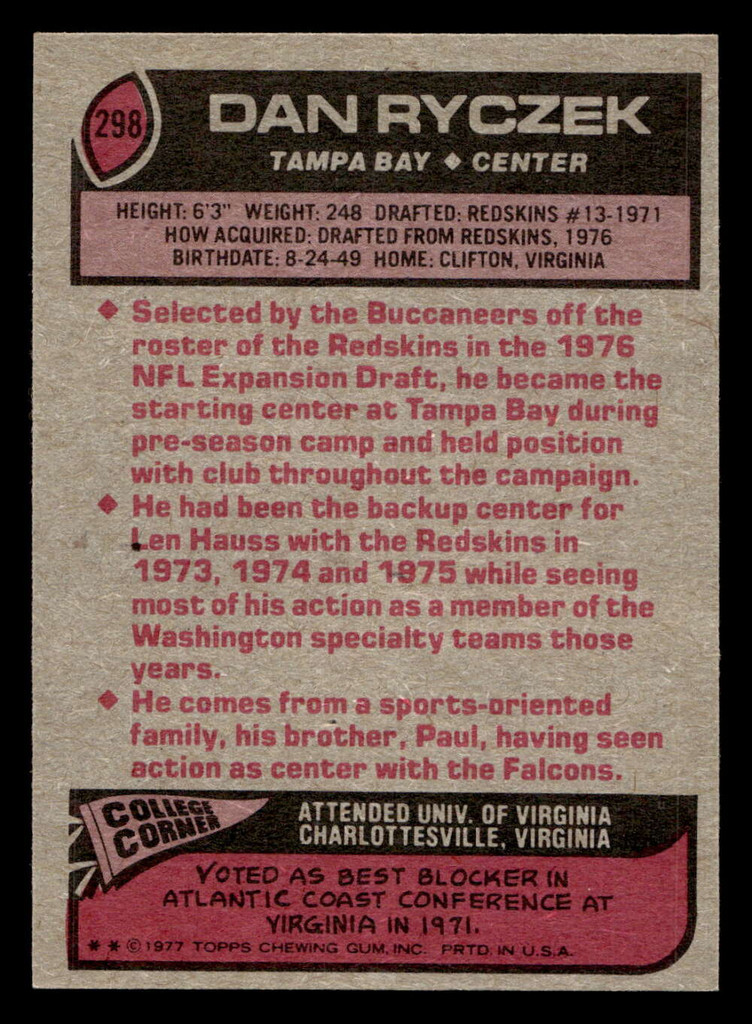 298
DAN RYCZEK
TAMPA BAY ◆ CENTER
HEIGHT: 6'3" WEIGHT: 248 DRAFTED: REDSKINS #13-1971
HOW ACQUIRED: DRAFTED FROM REDSKINS, 1976
BIRTHDATE: 8-24-49 HOME: CLIFTON, VIRGINIA
◆ Selected by the Buccaneers off the
roster of the Redskins in the 1976
NFL Expansion Draft, he became the
starting center at Tampa Bay during
pre-season camp and held position
with club throughout the campaign.
◆ He had been the backup center for
Len Hauss with the Redskins in
1973, 1974 and 1975 while seeing
most of his action as a member of the
Washington specialty teams those
years.
◆ He comes from a sports-oriented
family, his brother, Paul, having seen
action as center with the Falcons.
COLLEGE
CORNER
ATTENDED UNIV. OF VIRGINIA
CHARLOTTESVILLE, VIRGINIA
VOTED AS BEST BLOCKER IN
ATLANTIC COAST CONFERENCE AT
VIRGINIA IN 1971.
* * © 1977 TOPPS CHEWING GUM, INC. PRTD. IN U.S.A.